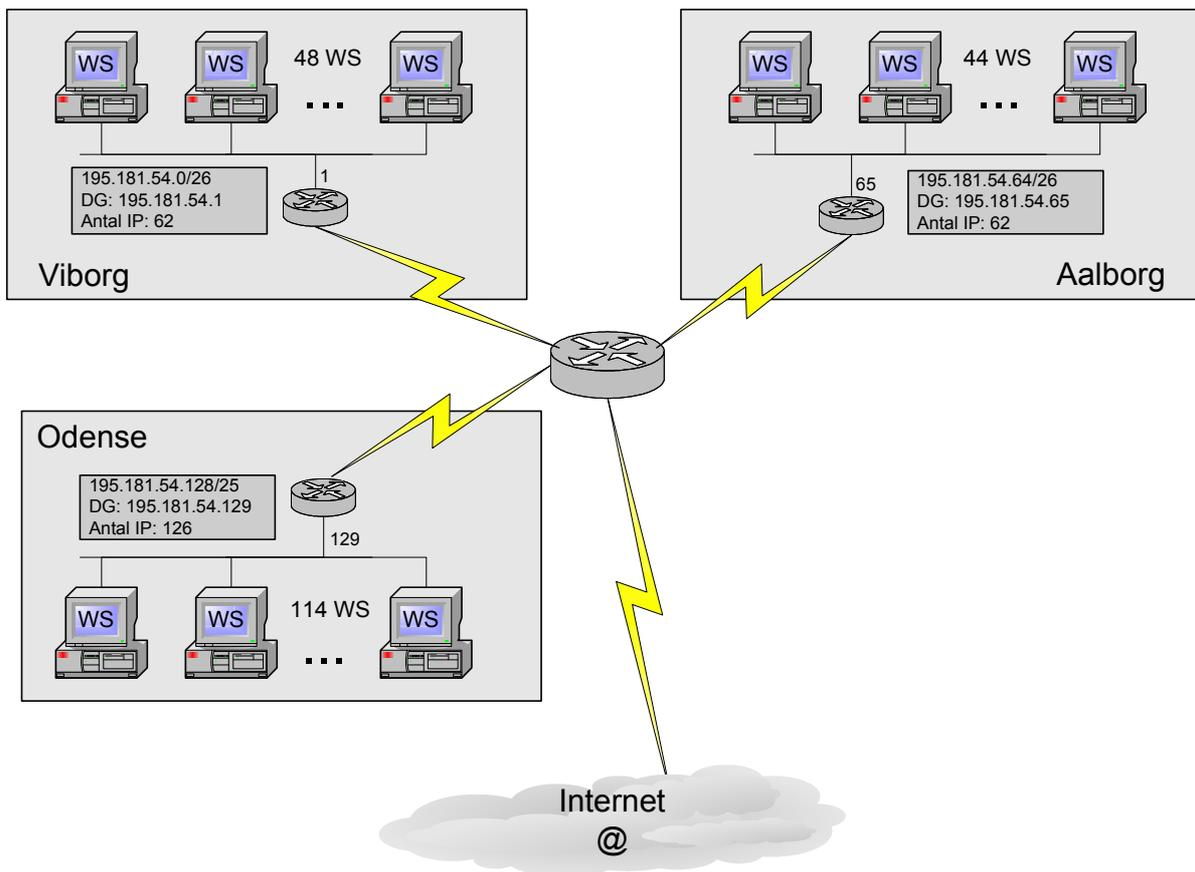 WS WS 48 WS WS
...
195.181.54.0/26
DG: 195.181.54.1
Antal IP: 62
1
Viborg
WS WS 44 WS WS
...
65
195.181.54.64/26
DG: 195.181.54.65
Antal IP: 62
Aalborg
Odense
195.181.54.128/25
DG: 195.181.54.129
Antal IP: 126
129
WS WS 114 WS WS
...
Internet
@